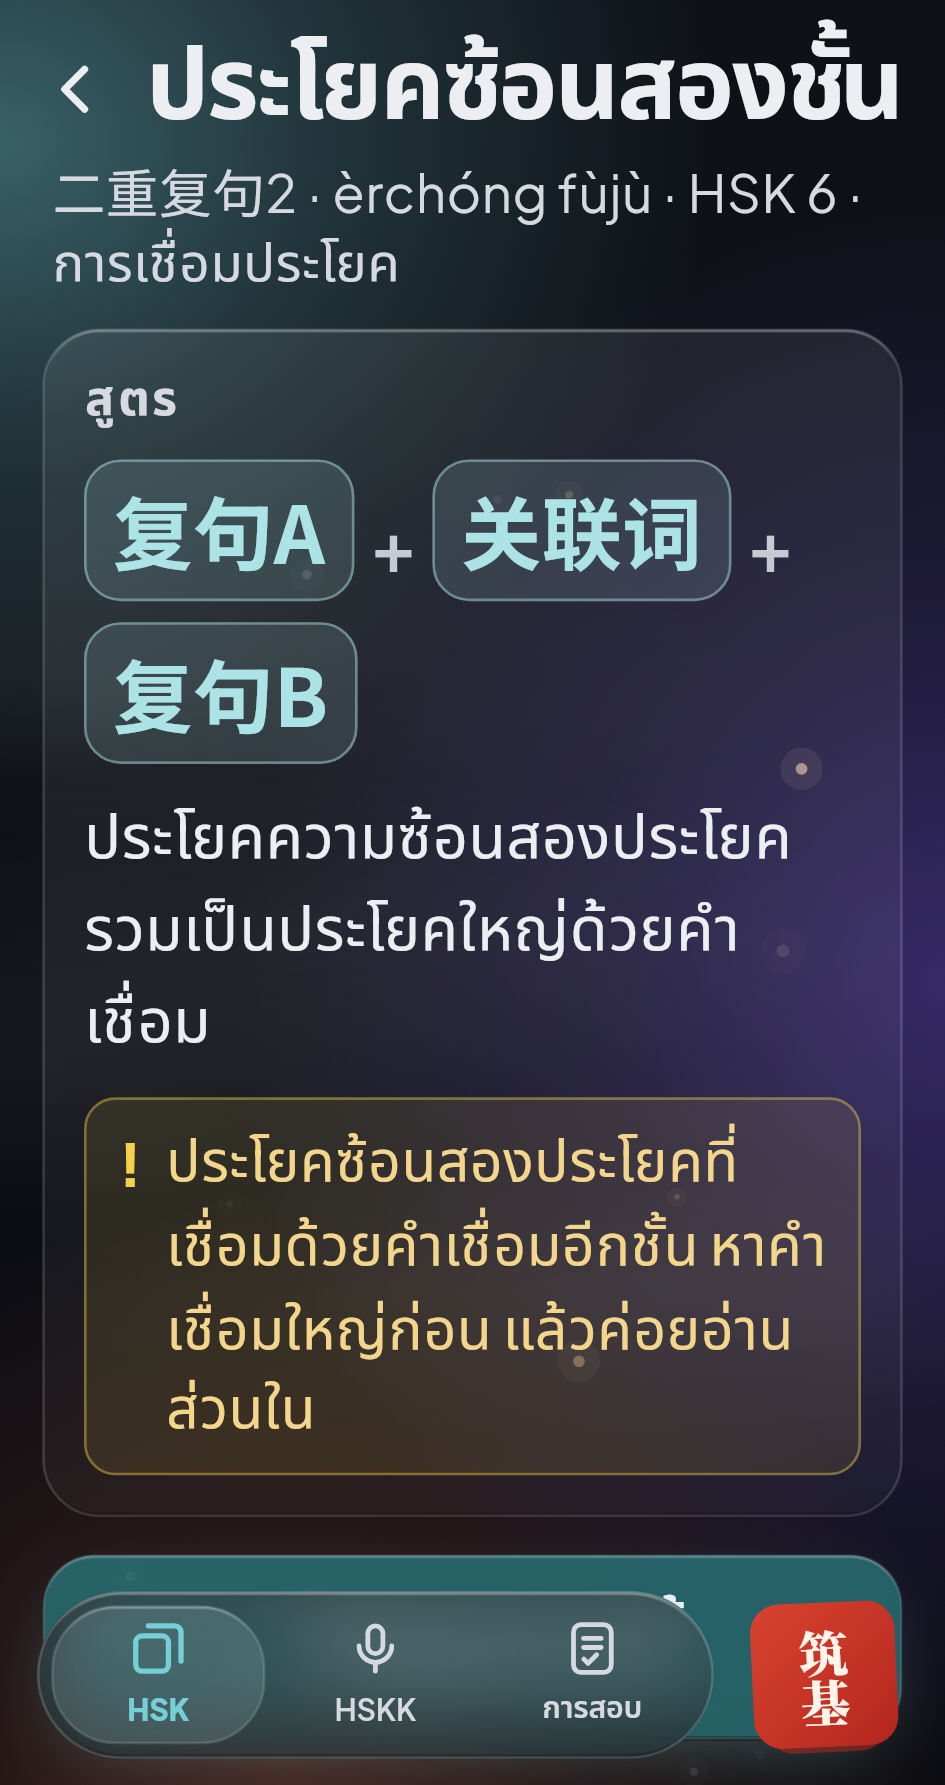 ประโยคซ้อนสองชั้น
二重复句2 · èrchóng fùjù · HSK 6 ·
การเชื่อมประโยค
สูตร
复句A + 关联词 +
复句B
ประโยคความซ้อนสองประโยค
รวมเป็นประโยคใหญ่ด้วยคำ
เชื่อม
! ประโยคซ้อนสองประโยคที่
เชื่อมด้วยคำเชื่อมอีกชั้น หาคำ
เชื่อมใหญ่ก่อน แล้วค่อยอ่าน
ส่วนใน
HSK
HSKK
การสอบ
筑
基